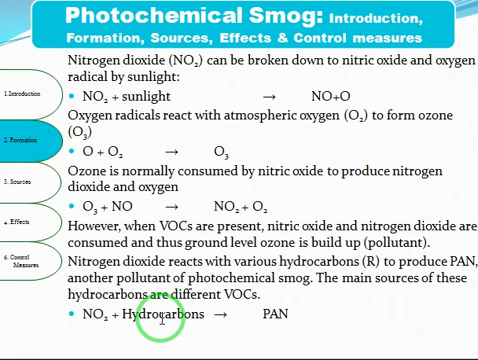 Photochemical Smog: Introduction,
Formation, Sources, Effects & Control measures
Nitrogen dioxide (NO₂) can be broken down to nitric oxide and oxygen
radical by sunlight:
1.Introduction
• NO₂ + sunlight → NO+O
Oxygen radicals react with atmospheric oxygen (O₂) to form ozone
(O₃)
2. Formation
• O + O₂ → O₃
Ozone is normally consumed by nitric oxide to produce nitrogen
dioxide and oxygen
3. Sources
• O₃ + NO → NO₂ + O₂
However, when VOCs are present, nitric oxide and nitrogen dioxide are
consumed and thus ground level ozone is build up (pollutant).
4. Effects
Nitrogen dioxide reacts with various hydrocarbons (R) to produce PAN,
another pollutant of photochemical smog. The main sources of these
hydrocarbons are different VOCs.
6. Control
Measures
• NO₂ + Hydrocarbons → PAN